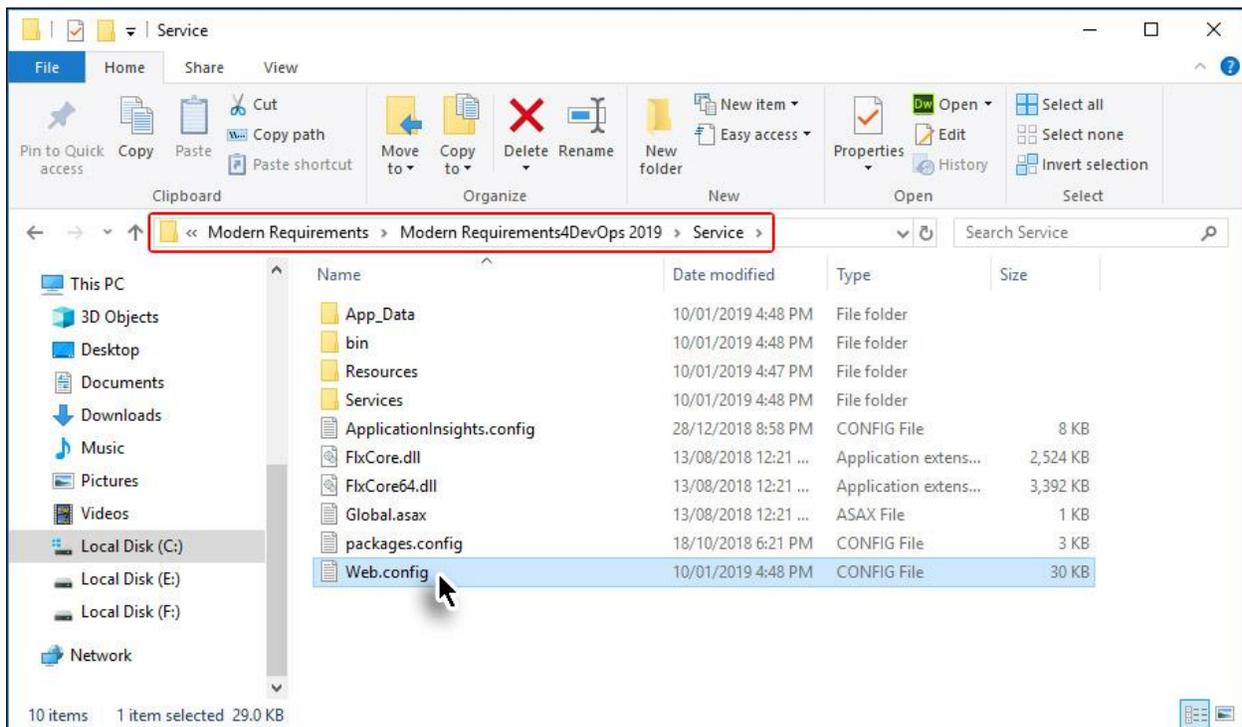 Service
File Home Share View
Pin to Quick access
Copy
Paste
Cut
Copy path
Paste shortcut
Clipboard
Move to
Copy to
Delete
Rename
Organize
New folder
New item
Easy access
New
Properties
Dw Open
Edit
History
Open
Select all
Select none
Invert selection
Select
« Modern Requirements > Modern Requirements4DevOps 2019 > Service >
Search Service
This PC
3D Objects
Desktop
Documents
Downloads
Music
Pictures
Videos
Local Disk (C:)
Local Disk (E:)
Local Disk (F:)
Network
Name Date modified Type Size
App_Data 10/01/2019 4:48 PM File folder
bin 10/01/2019 4:48 PM File folder
Resources 10/01/2019 4:47 PM File folder
Services 10/01/2019 4:48 PM File folder
ApplicationInsights.config 28/12/2018 8:58 PM CONFIG File 8 KB
FlxCore.dll 13/08/2018 12:21 ... Application extens... 2,524 KB
FlxCore64.dll 13/08/2018 12:21 ... Application extens... 3,392 KB
Global.asax 13/08/2018 12:21 ... ASAX File 1 KB
packages.config 18/10/2018 6:21 PM CONFIG File 3 KB
Web.config 10/01/2019 4:48 PM CONFIG File 30 KB
10 items 1 item selected 29.0 KB